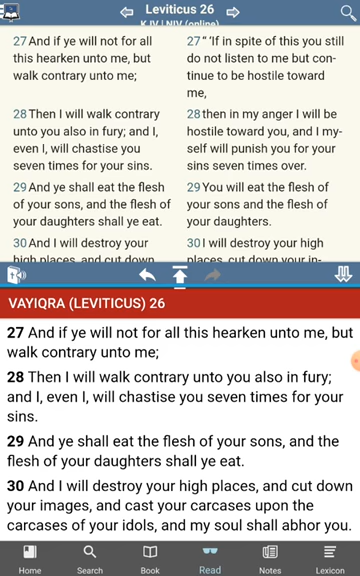 Leviticus 26
KJV | NIV (online)
27 And if ye will not for all
this hearken unto me, but
walk contrary unto me;
28 Then I will walk contrary
unto you also in fury; and I,
even I, will chastise you
seven times for your sins.
29 And ye shall eat the flesh
of your sons, and the flesh of
your daughters shall ye eat.
30 And I will destroy your
high places, and cut down
27 “ ‘If in spite of this you still
do not listen to me but con-
tinue to be hostile toward
me,
28 then in my anger I will be
hostile toward you, and I my-
self will punish you for your
sins seven times over.
29 You will eat the flesh of
your sons and the flesh of
your daughters.
30 I will destroy your high
places, cut down your in-
VAYIQRA (LEVITICUS) 26
27 And if ye will not for all this hearken unto me, but
walk contrary unto me;
28 Then I will walk contrary unto you also in fury;
and I, even I, will chastise you seven times for your
sins.
29 And ye shall eat the flesh of your sons, and the
flesh of your daughters shall ye eat.
30 And I will destroy your high places, and cut down
your images, and cast your carcases upon the
carcases of your idols, and my soul shall abhor you.
Home
Search
Book
Read
Notes
Lexicon